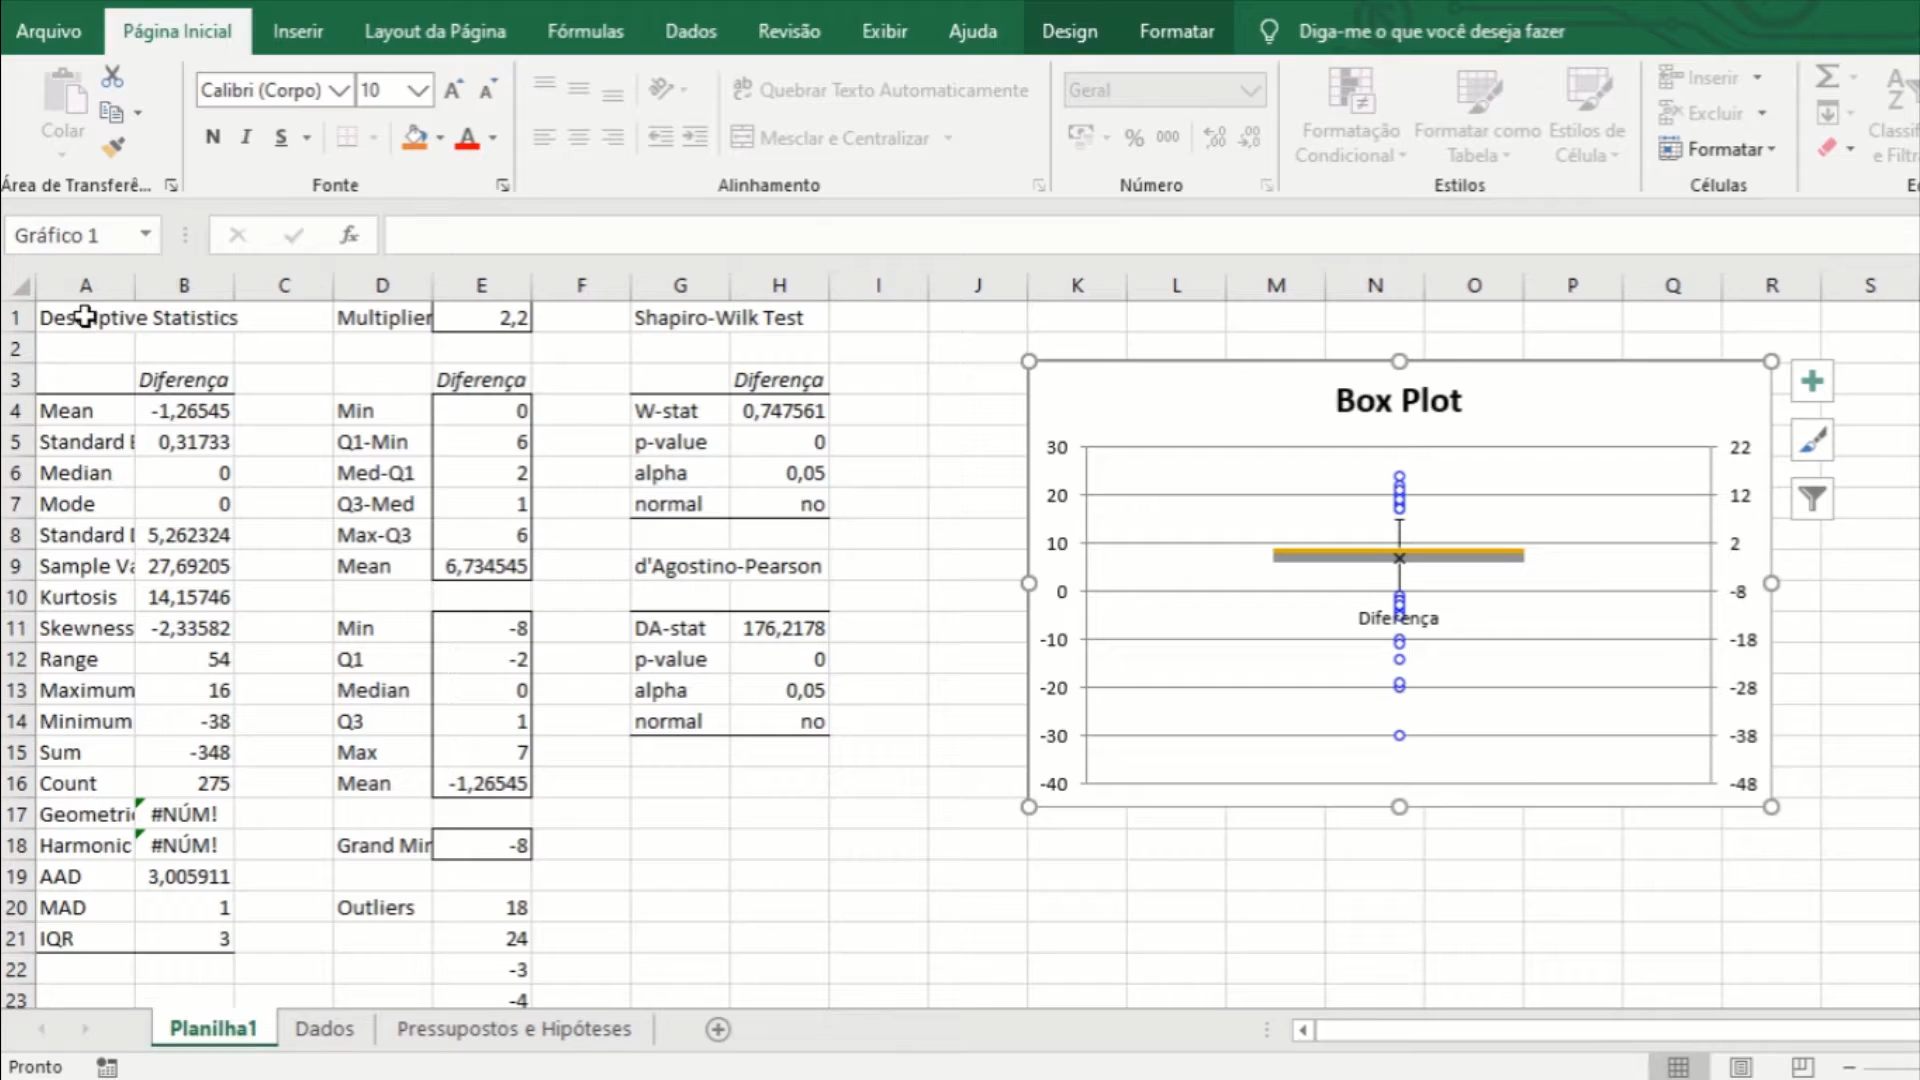 Arquivo Página Inicial Inserir Layout da Página Fórmulas Dados Revisão Exibir Ajuda Design Formatar Diga-me o que você deseja fazer
Colar
Calibri (Corpo) 10
N I S
Quebrar Texto Automaticamente
Mesclar e Centralizar
Geral
% 000
Formatação Condicional
Formatar como Tabela
Estilos de Célula
Inserir
Excluir
Formatar
Área de Transferê... Fonte Alinhamento Número Estilos Células
Gráfico 1 fx
A B C D E F G H I J K L M N O P Q R S
1 Descriptive Statistics Multiplier 2,2 Shapiro-Wilk Test
2
3 Diferença Diferença Diferença
4 Mean -1,26545 Min 0 W-stat 0,747561
5 Standard 0,31733 Q1-Min 6 p-value 0
6 Median 0 Med-Q1 2 alpha 0,05
7 Mode 0 Q3-Med 1 normal no
8 Standard 5,262324 Max-Q3 6
9 Sample 27,69205 Mean 6,734545 d'Agostino-Pearson
10 Kurtosis 14,15746
11 Skewness -2,33582 Min -8 DA-stat 176,2178
12 Range 54 Q1 -2 p-value 0
13 Maximum 16 Median 0 alpha 0,05
14 Minimum -38 Q3 1 normal no
15 Sum -348 Max 7
16 Count 275 Mean -1,26545
17 Geometri #NÚM!
18 Harmonic #NÚM! Grand Min -8
19 AAD 3,005911
20 MAD 1 Outliers 18
21 IQR 3 24
22 -3
23 -4
Box Plot
30 22
20 12
10 2
0 -8
Diferença
-10 -18
-20 -28
-30 -38
-40 -48
Planilha1 Dados Pressupostos e Hipóteses
Pronto